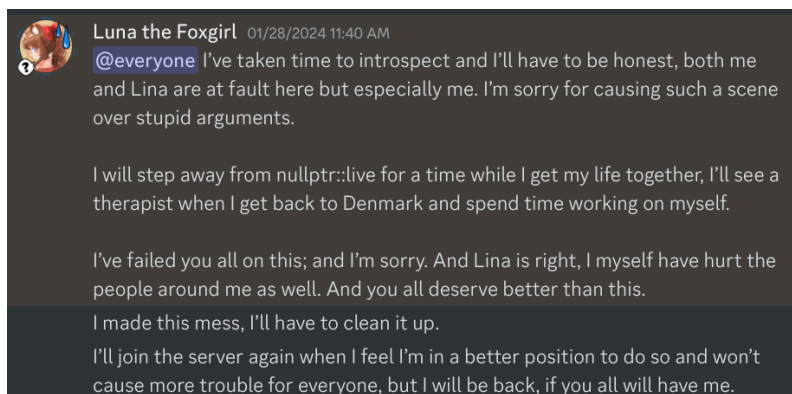 Luna the Foxgirl 01/28/2024 11:40 AM
@everyone I've taken time to introspect and I'll have to be honest, both me
and Lina are at fault here but especially me. I'm sorry for causing such a scene
over stupid arguments.
I will step away from nullptr::live for a time while I get my life together, I'll see a
therapist when I get back to Denmark and spend time working on myself.
I've failed you all on this; and I'm sorry. And Lina is right, I myself have hurt the
people around me as well. And you all deserve better than this.
I made this mess, I'll have to clean it up.
I'll join the server again when I feel I'm in a better position to do so and won't
cause more trouble for everyone, but I will be back, if you all will have me.